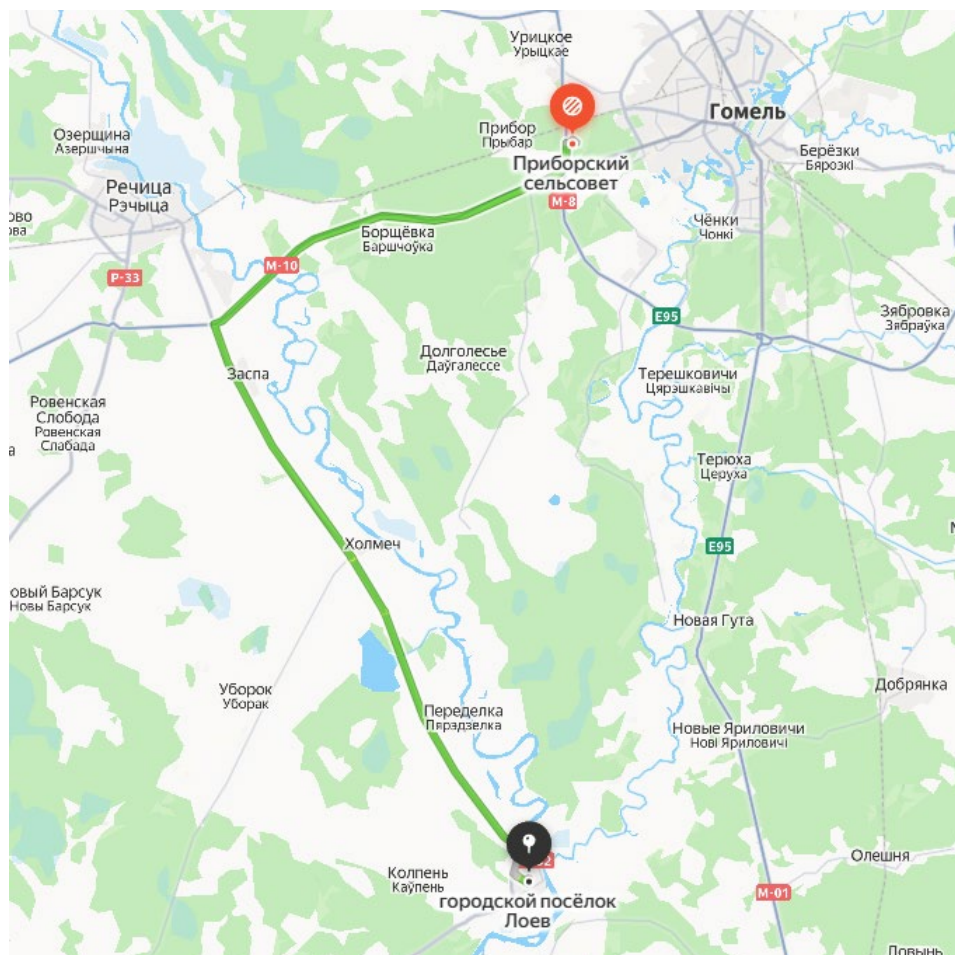 Урицкое
Урыцкае
Гомель
Озерщина
Азершчына
Прибор
Прыбар
Берёзки
Бярозкі
Приборский
сельсовет
Речица
Рэчыца
М-8
ово
ова
Борщёвка
Баршчоўка
Чёнки
Чонкі
М-10
Р-33
Е95
Зябровка
Зябраўка
Долголесье
Даўгалессе
Заспа
Терешковичи
Цярэшкавічы
Ровенская
Слобода
Ровенская
Слабада
а
Терюха
Церуха
Холмеч
Е95
овый Барсук
Новы Барсук
Новая Гута
Добрянка
Уборок
Уборак
Переделка
Пярэдзелка
Новые Яриловичи
Нові Яриловичі
Олешня
Колпень
Каўпень
М-01
городской посёлок
Лоев